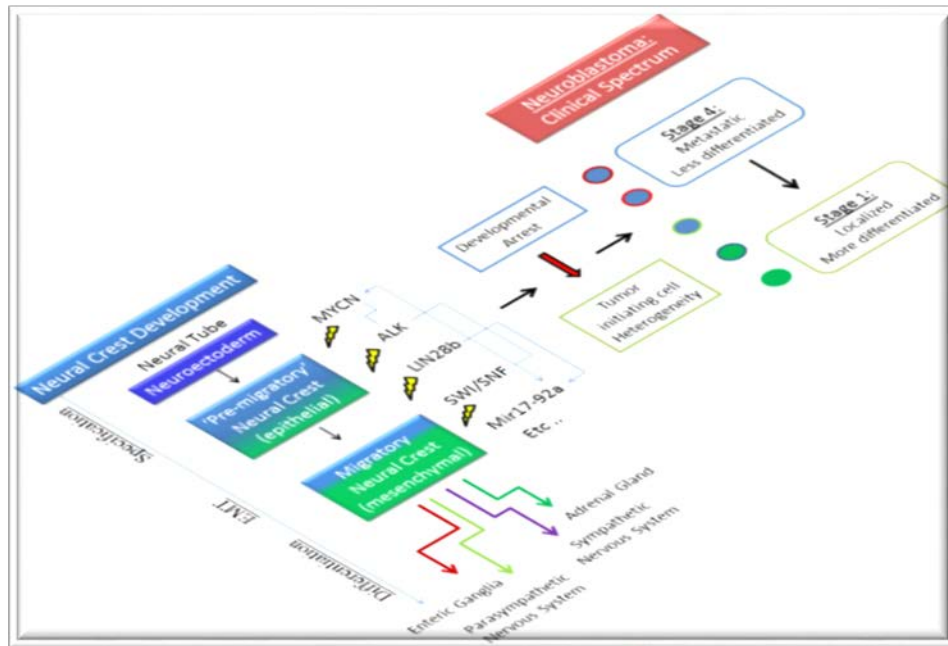 Neuroblastoma:
Clinical Spectrum
Stage 4:
Metastatic
Less differentiated
Developmental
Arrest
Stage 1:
Localized
More differentiated
Tumor
initiating cell
Heterogeneity
Neural Crest Development
Neural Tube
Neuroectoderm
'Pre-migratory'
Neural Crest
(epithelial)
Migratory
Neural Crest
(mesenchymal)
MYCN
ALK
LIN28b
SWI/SNF
Mir17-92a
Etc ..
Specification
EMT
Differentiation
Adrenal Gland
Sympathetic
Nervous System
Parasympathetic
Nervous System
Enteric Ganglia